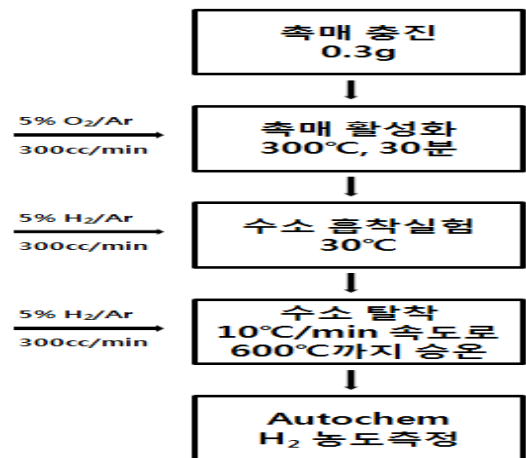 촉매 충진
0.3g
5% O₂/Ar
300cc/min
촉매 활성화
300℃, 30분
5% H₂/Ar
300cc/min
수소 흡착실험
30℃
5% H₂/Ar
300cc/min
수소 탈착
10℃/min 속도로
600℃까지 승온
Autochem
H₂ 농도측정